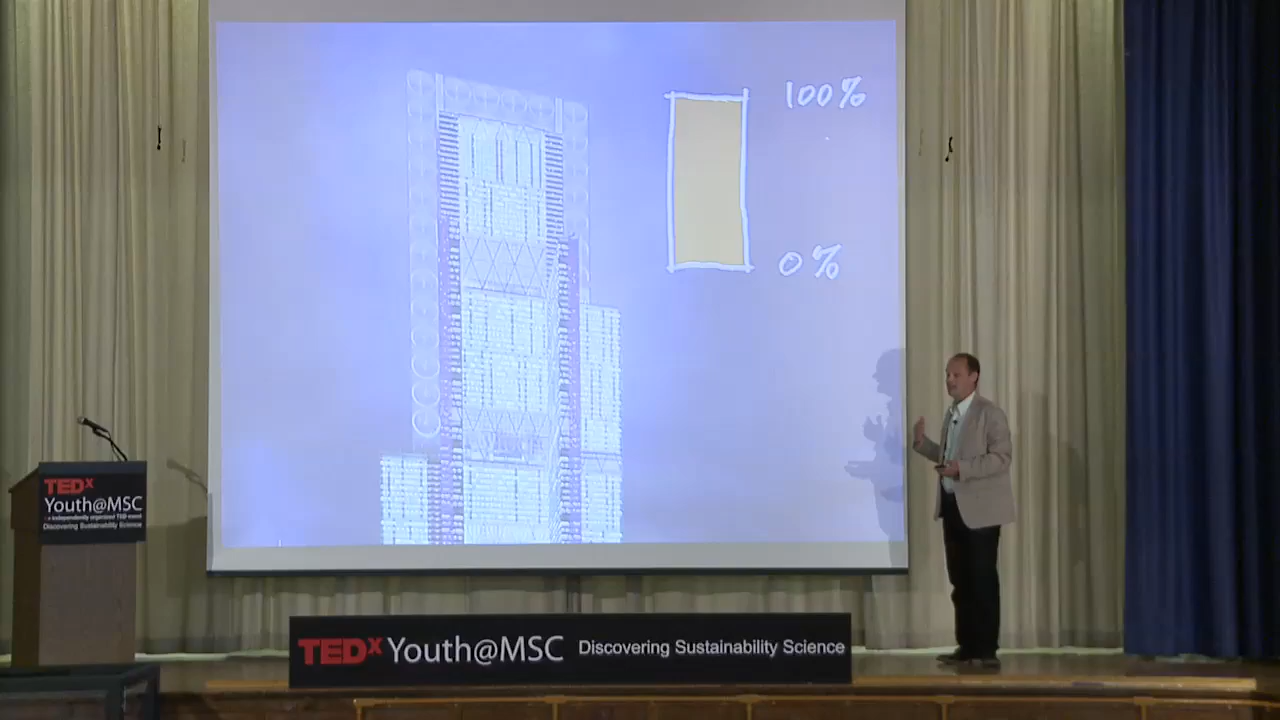 100%
0%
TEDx
Youth@MSC
Discovering Sustainability Science
TEDx Youth@MSC Discovering Sustainability Science